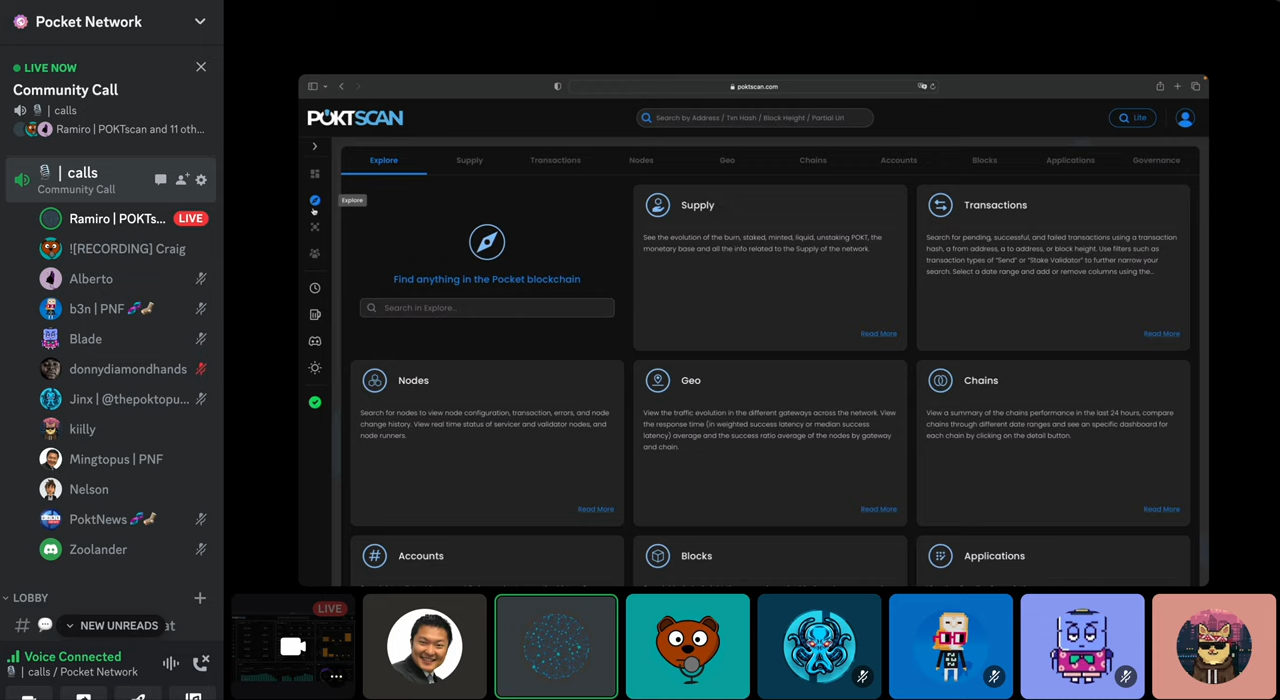 Pocket Network
LIVE NOW
Community Call
| calls
Ramiro | POKTscan and 11 oth...
| calls
Community Call
Ramiro | POKTs... LIVE
![RECORDING] Craig
Alberto
b3n | PNF
Blade
donnydiamondhands
Jinx | @thepoktopu...
kiilly
Mingtopus | PNF
Nelson
PoktNews
Zoolander
LOBBY
NEW UNREADS
at
Voice Connected
| calls / Pocket Network
poktscan.com
POKTSCAN
Search by Address / Txn Hash / Block Height / Partial Url
Lite
Explore
Supply
Transactions
Nodes
Geo
Chains
Accounts
Blocks
Applications
Governance
Explore
Find anything in the Pocket blockchain
Search in Explore...
Supply
See the evolution of the burn, staked, minted, liquid, unstaking POKT, the
monetary base and all the info related to the Supply of the network.
Read More
Transactions
Search for pending, successful, and failed transactions using a transaction
hash, a from address, a to address, or block height. Use filters such as
transaction types of "Send" or "Stake Validator" to further narrow your
search. Select a date range and add or remove columns using the...
Read More
Nodes
Search for nodes to view node configuration, transaction, errors, and node
change history. View real time status of servicer and validator nodes, and
node runners.
Read More
Geo
View the traffic evolution in the different gateways across the network. View
the response time (in weighted success latency or median success
latency) average and the success ratio average of the nodes by gateway
and chain.
Read More
Chains
View a summary of the chains performance in the last 24 hours, compare
chains through different date ranges and see an specific dashboard for
each chain by clicking on the detail button.
Read More
Accounts
Blocks
Applications
LIVE